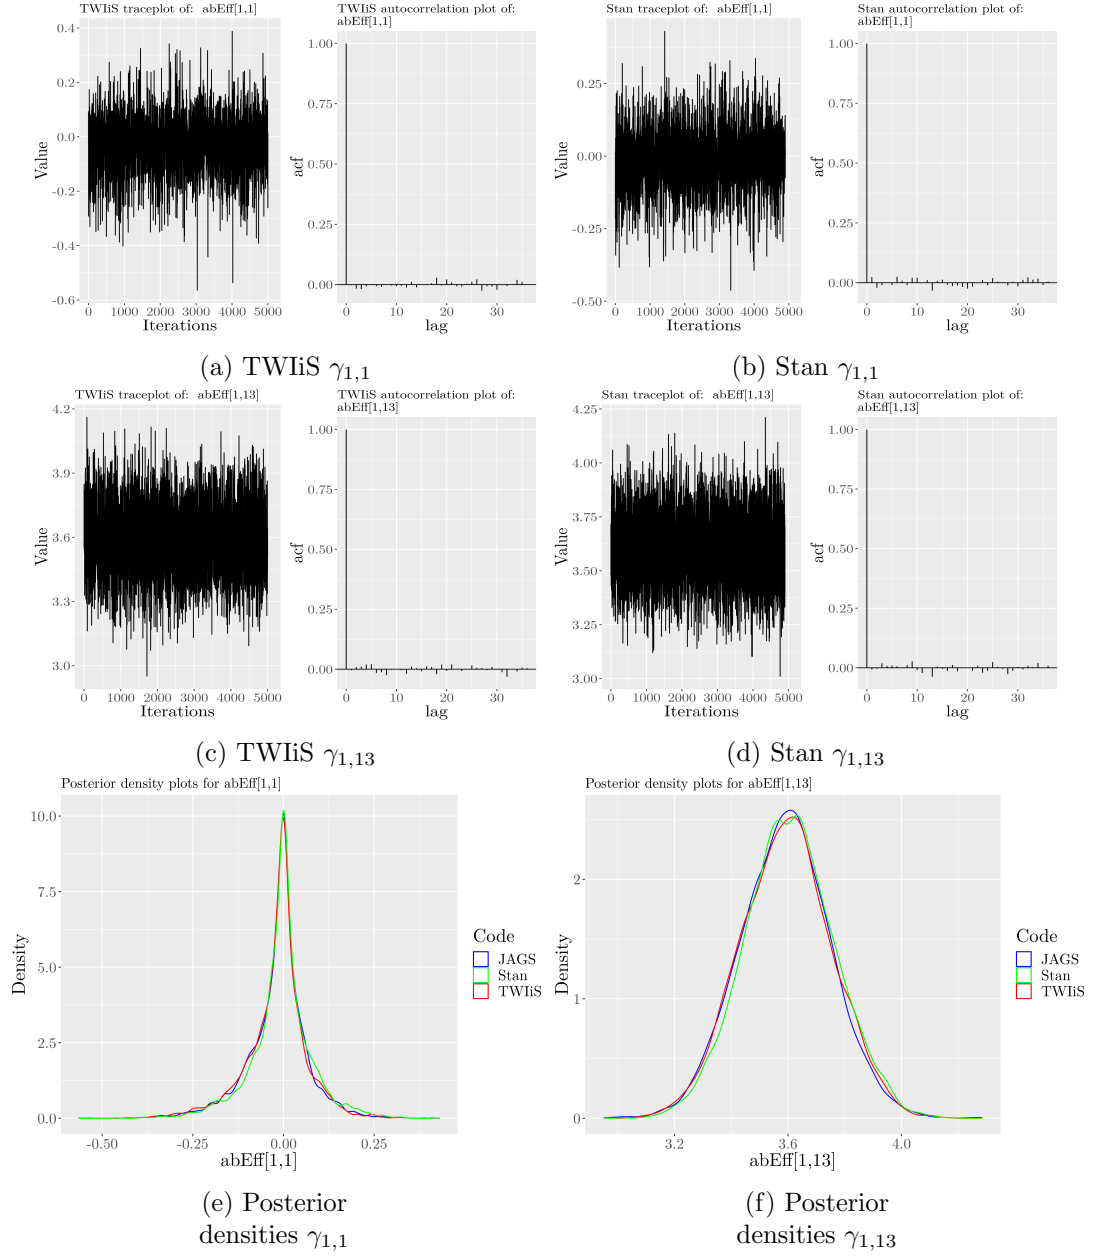 TWIiS traceplot of: abEff[1,1]
0.4
0.2
0.0
-0.2
-0.4
-0.6
Value
0 1000 2000 3000 4000 5000
Iterations
TWIiS autocorrelation plot of:
abEff[1,1]
1.00
0.75
0.50
0.25
0.00
acf
0 10 20 30
lag
Stan traceplot of: abEff[1,1]
0.25
0.00
-0.25
-0.50
Value
0 1000 2000 3000 4000 5000
Iterations
Stan autocorrelation plot of:
abEff[1,1]
1.00
0.75
0.50
0.25
0.00
acf
0 10 20 30
lag
(a) TWIiS γ1,1
(b) Stan γ1,1
TWIiS traceplot of: abEff[1,13]
4.2
3.9
3.6
3.3
3.0
Value
0 1000 2000 3000 4000 5000
Iterations
TWIiS autocorrelation plot of:
abEff[1,13]
1.00
0.75
0.50
0.25
0.00
acf
0 10 20 30
lag
Stan traceplot of: abEff[1,13]
4.25
4.00
3.75
3.50
3.25
3.00
Value
0 1000 2000 3000 4000 5000
Iterations
Stan autocorrelation plot of:
abEff[1,13]
1.00
0.75
0.50
0.25
0.00
acf
0 10 20 30
lag
(c) TWIiS γ1,13
(d) Stan γ1,13
Posterior density plots for abEff[1,1]
10.0
7.5
5.0
2.5
0.0
Density
-0.50 -0.25 0.00 0.25
abEff[1,1]
Code
JAGS
Stan
TWIiS
Posterior density plots for abEff[1,13]
2
1
0
Density
3.2 3.6 4.0
abEff[1,13]
Code
JAGS
Stan
TWIiS
(e) Posterior
densities γ1,1
(f) Posterior
densities γ1,13